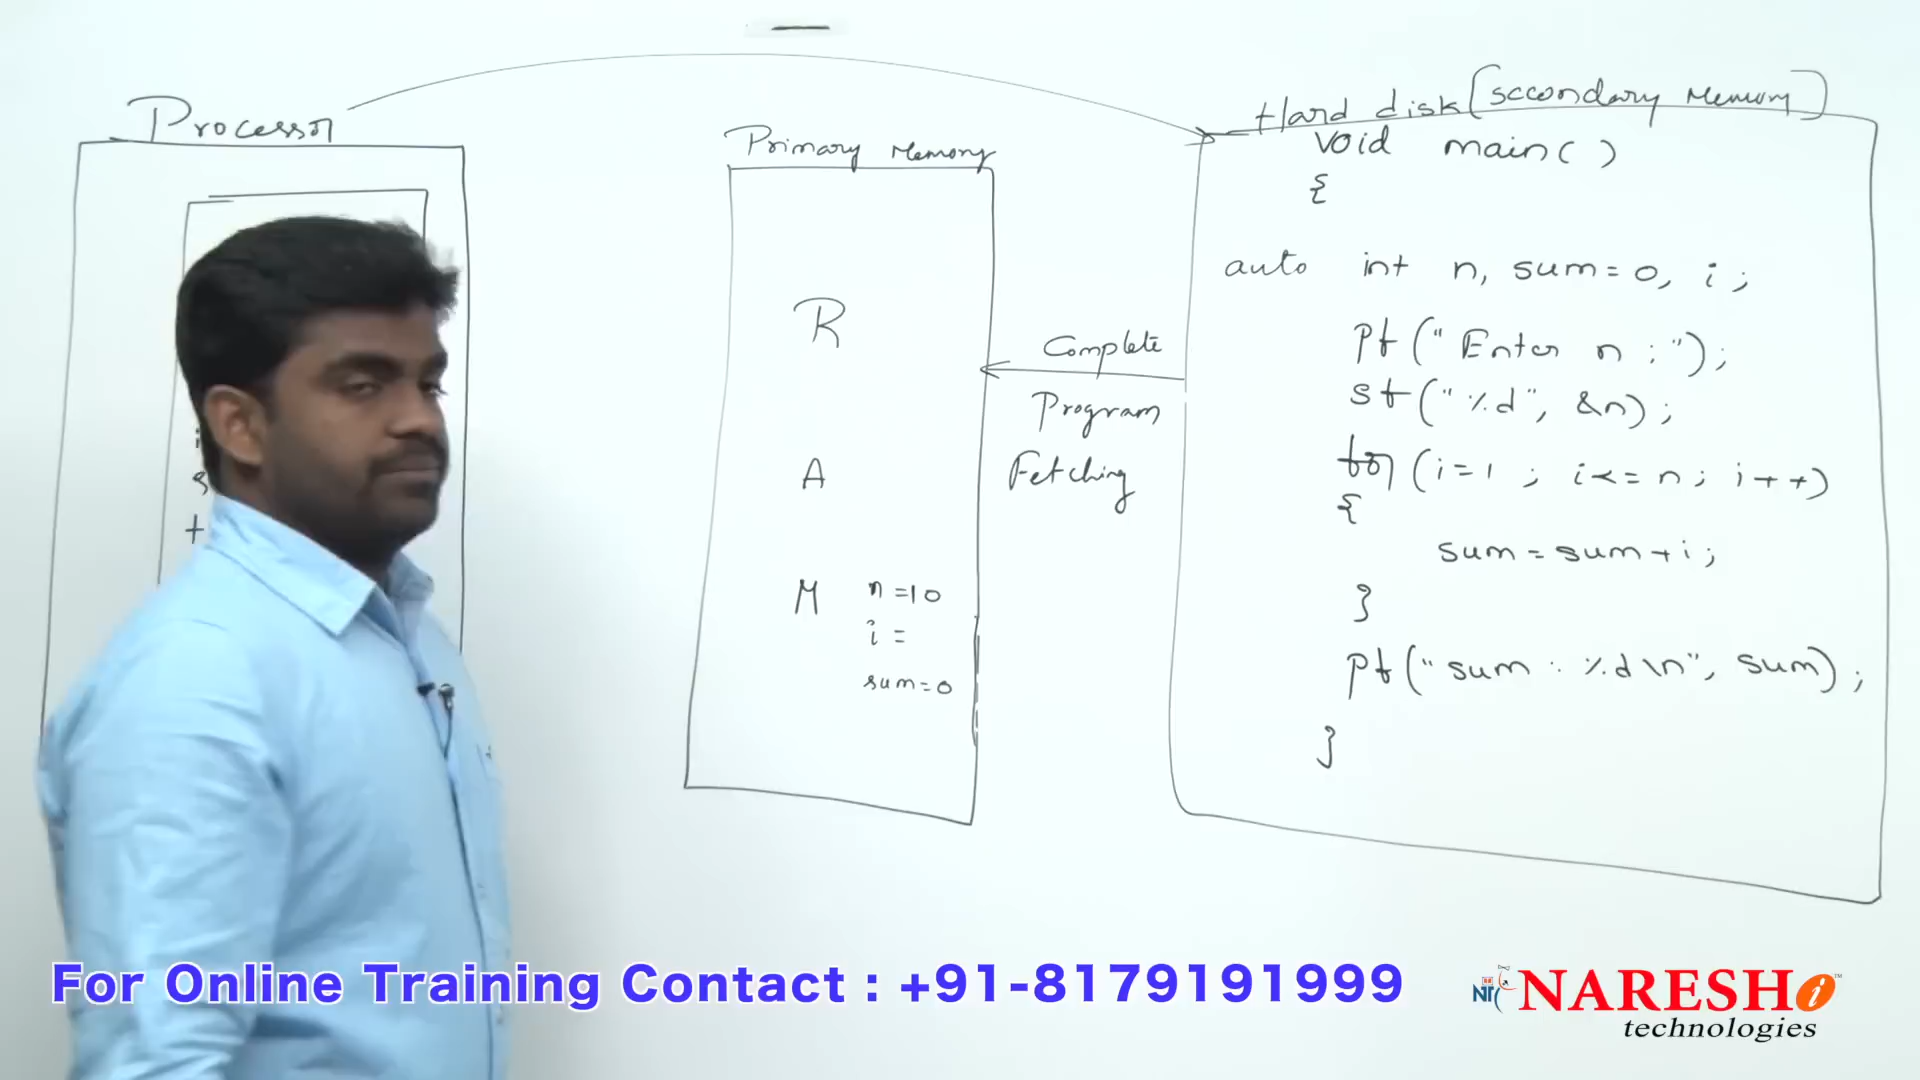 Processor
i
s
t
Primary Memory
R
A
M
n =10
i =
sum=0
Complete
Program
Fetching
Hard disk (secondary Memory)
void main( )
{
auto int n, sum=0, i ;
pf ("Enter n :");
sf ("%d", &n);
for (i=1 ; i<=n; i++)
{
sum=sum+i;
}
pf ("sum : %d\n", sum);
}
For Online Training Contact : +91-8179191999
NARESH i
technologies